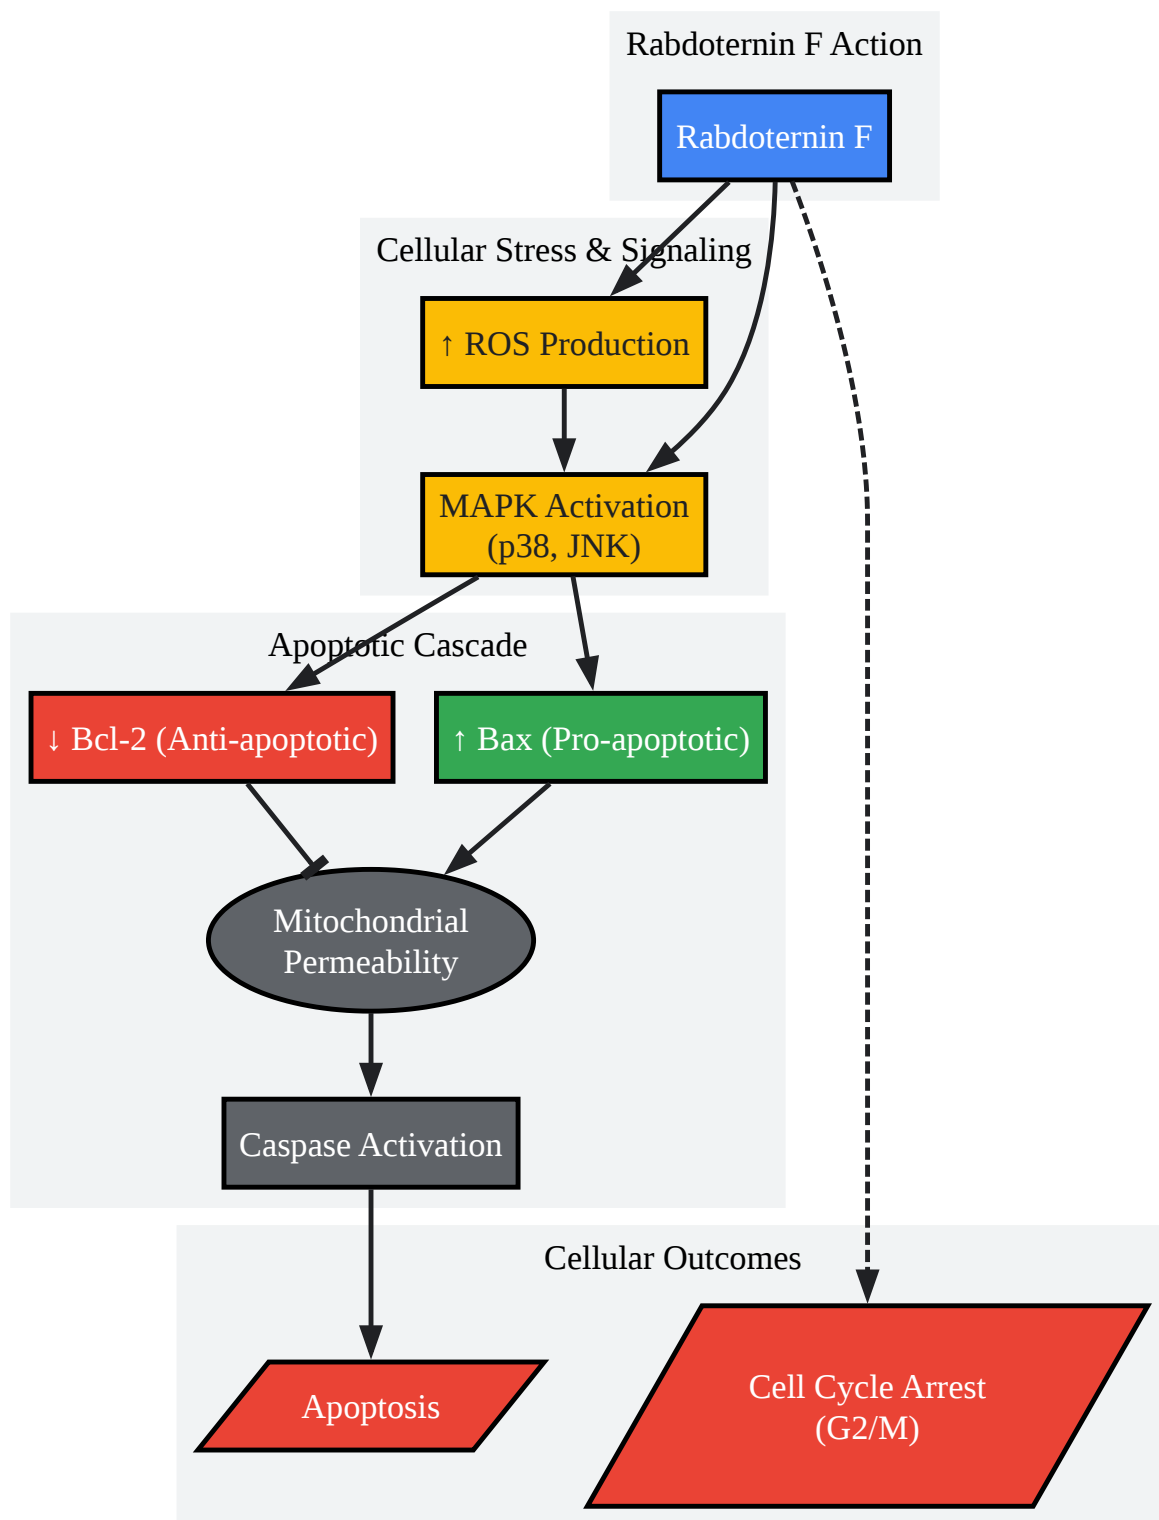 Rabdoternin F Action
Rabdoternin F
Cellular Stress & Signaling
↑ ROS Production
MAPK Activation
(p38, JNK)
Apoptotic Cascade
↓ Bcl-2 (Anti-apoptotic)
↑ Bax (Pro-apoptotic)
Mitochondrial
Permeability
Caspase Activation
Cellular Outcomes
Apoptosis
Cell Cycle Arrest
(G2/M)